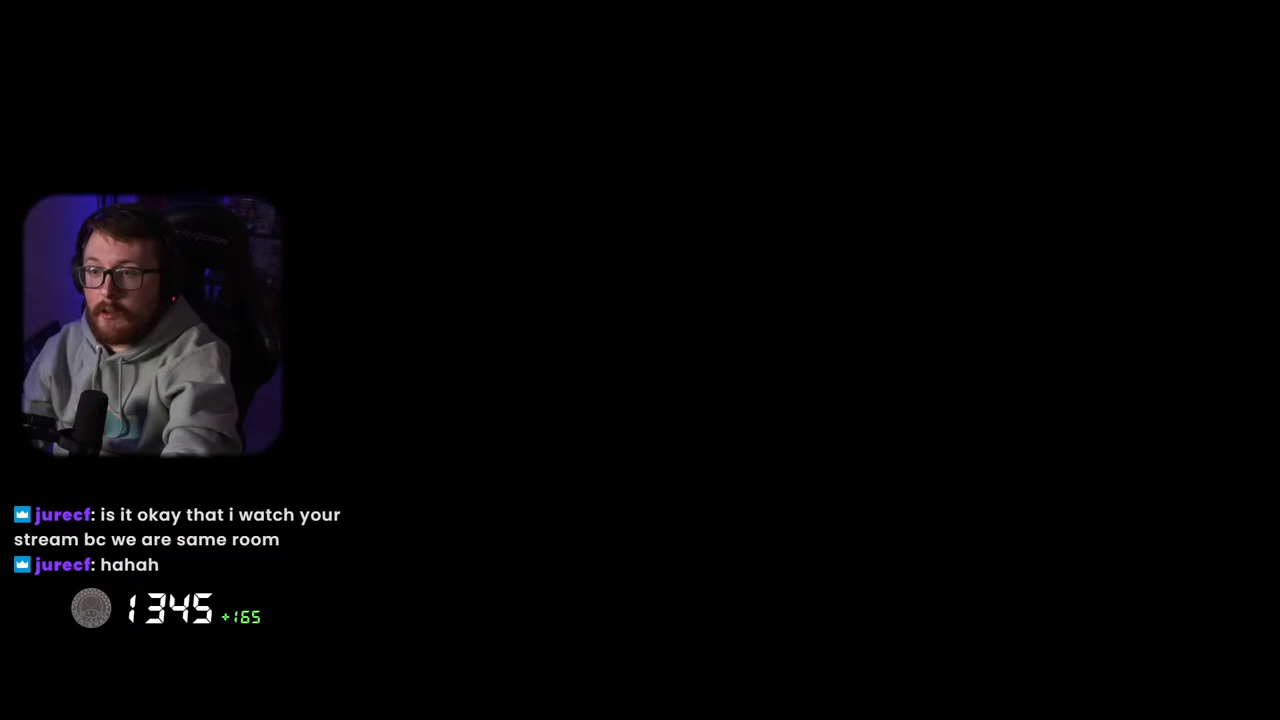 jurecf: is it okay that i watch your
stream bc we are same room
jurecf: hahah
1345 +165